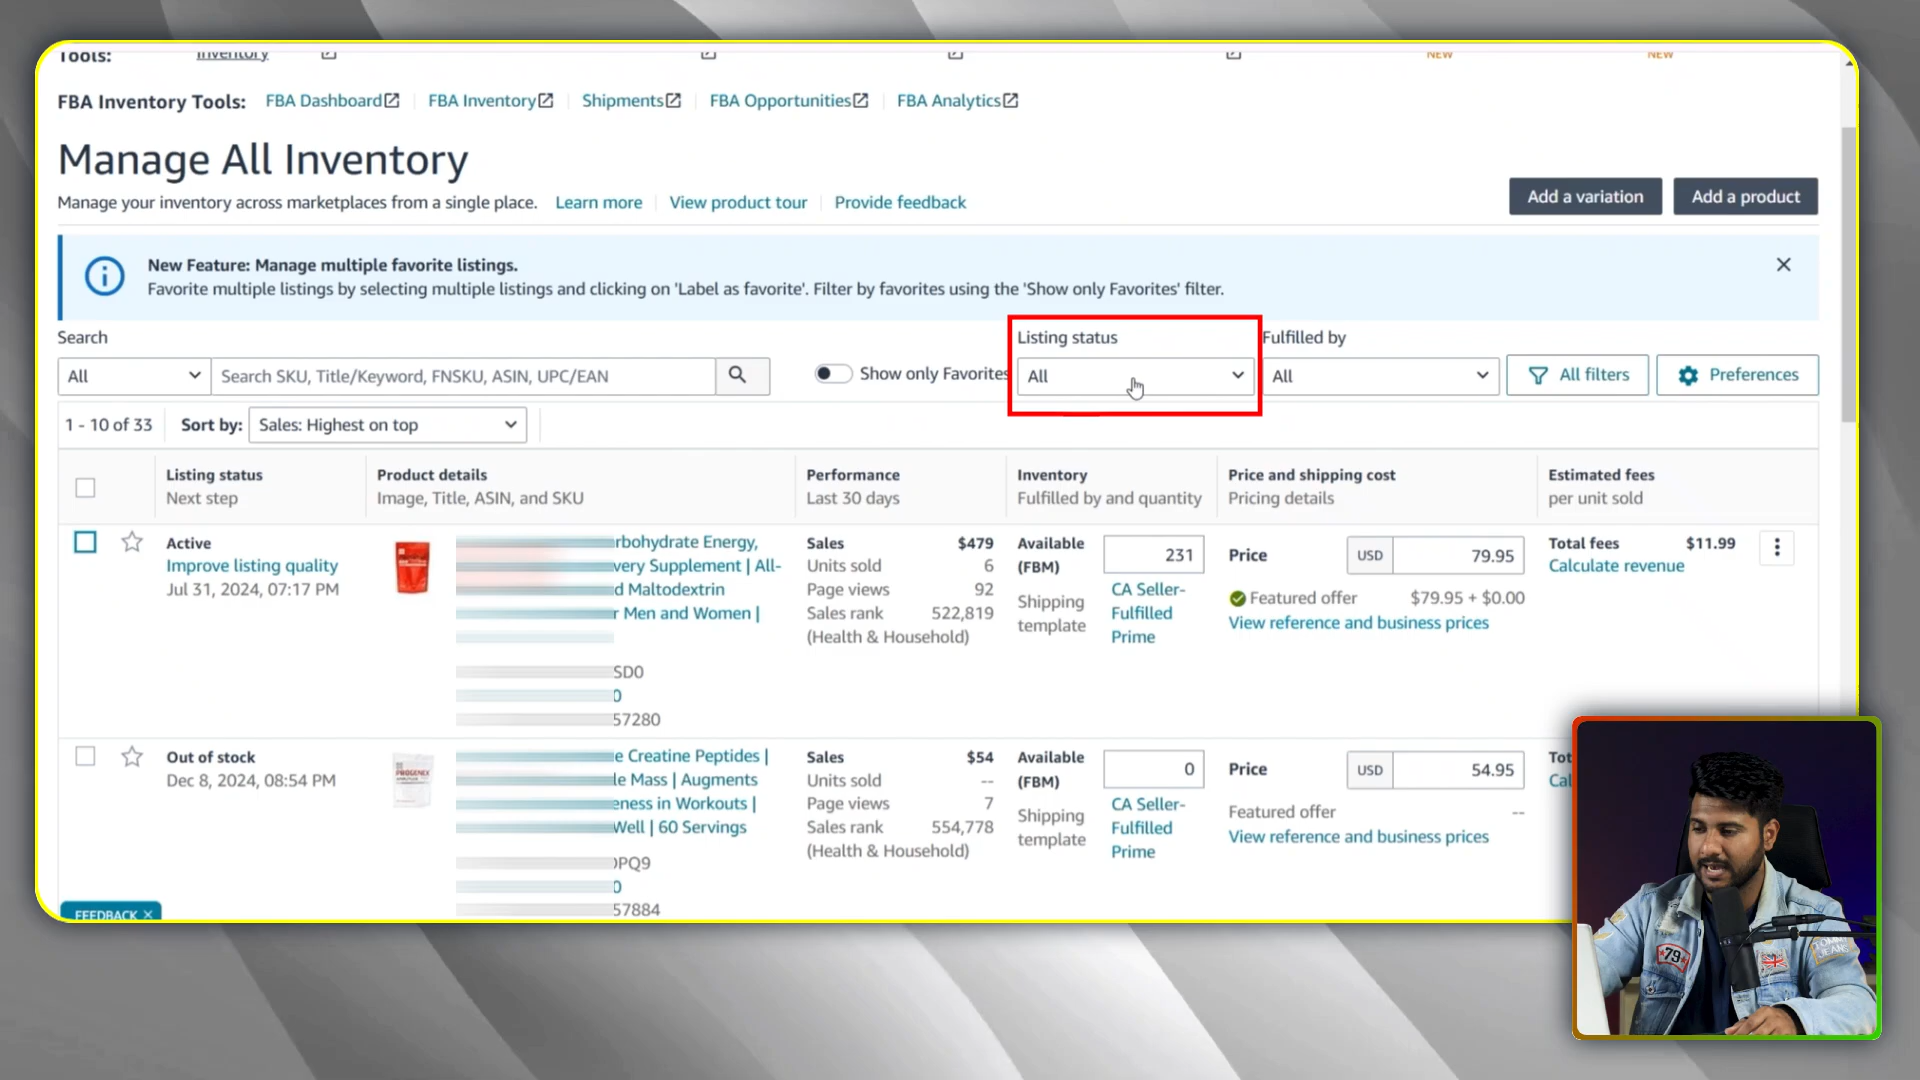 Tools: Inventory NEW NEW
FBA Inventory Tools: FBA Dashboard FBA Inventory Shipments FBA Opportunities FBA Analytics
Manage All Inventory
Manage your inventory across marketplaces from a single place. Learn more View product tour Provide feedback
Add a variation Add a product
New Feature: Manage multiple favorite listings.
Favorite multiple listings by selecting multiple listings and clicking on 'Label as favorite'. Filter by favorites using the 'Show only Favorites' filter.
Search Listing status Fulfilled by
All Search SKU, Title/Keyword, FNSKU, ASIN, UPC/EAN Show only Favorites All All All filters Preferences
1 - 10 of 33 Sort by: Sales: Highest on top
Listing status Product details Performance Inventory Price and shipping cost Estimated fees
Next step Image, Title, ASIN, and SKU Last 30 days Fulfilled by and quantity Pricing details per unit sold
Active
Improve listing quality
Jul 31, 2024, 07:17 PM
rbohydrate Energy,
very Supplement | All-
d Maltodextrin
r Men and Women |
SD0
0
57280
Sales $479
Units sold 6
Page views 92
Sales rank 522,819
(Health & Household)
Available (FBM) 231
Shipping template
CA Seller-
Fulfilled
Prime
Price USD 79.95
Featured offer $79.95 + $0.00
View reference and business prices
Total fees $11.99
Calculate revenue
Out of stock
Dec 8, 2024, 08:54 PM
PROGENEX
e Creatine Peptides |
le Mass | Augments
eness in Workouts |
Well | 60 Servings
PQ9
0
57884
Sales $54
Units sold --
Page views 7
Sales rank 554,778
(Health & Household)
Available (FBM) 0
Shipping template
CA Seller-
Fulfilled
Prime
Price USD 54.95
Featured offer --
View reference and business prices
Tot
Cal
FEEDBACK
79
TOMMY
JEANS